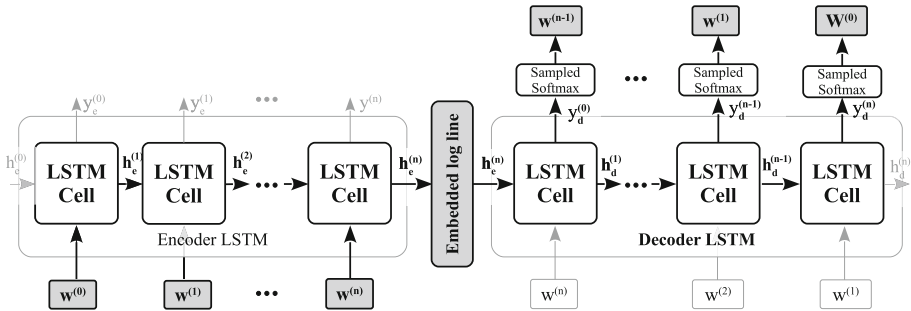 w⁽ⁿ⁻¹⁾ w⁽¹⁾ W⁽⁰⁾
Sampled Softmax ... Sampled Softmax Sampled Softmax
y_e⁽⁰⁾ y_e⁽¹⁾ ... y⁽ⁿ⁾ y_d⁽⁰⁾ y_d⁽ⁿ⁻¹⁾ y_d⁽ⁿ⁾
h_e⁽⁰⁾ LSTM Cell h_e⁽¹⁾ LSTM Cell h_e⁽²⁾ ... LSTM Cell h_e⁽ⁿ⁾ Embedded log line h_e⁽ⁿ⁾ LSTM Cell h_d⁽¹⁾ ... LSTM Cell h_d⁽ⁿ⁻¹⁾ LSTM Cell h_d⁽ⁿ⁾
Encoder LSTM Decoder LSTM
w⁽⁰⁾ w⁽¹⁾ ... w⁽ⁿ⁾ w⁽ⁿ⁾ w⁽²⁾ w⁽¹⁾